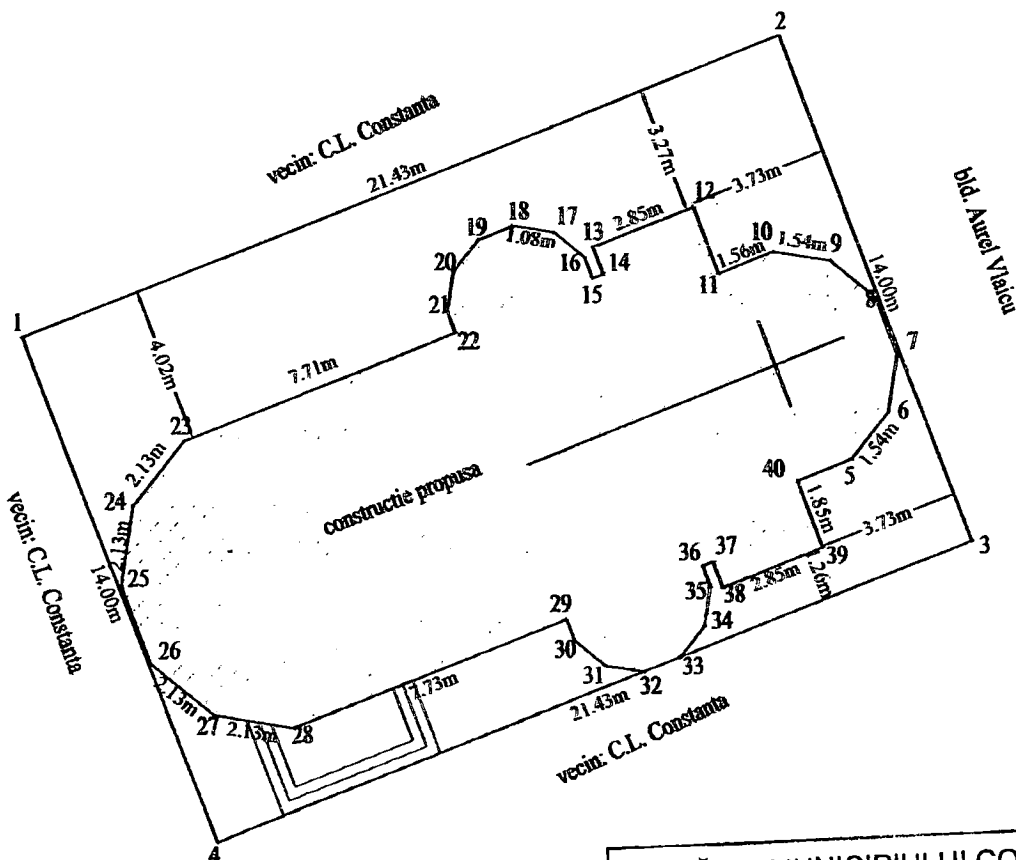 2
vecin: C.L. Constanta
21.43m
3.27m
12
3.73m
bld. Aurel Vlaicu
2.85m
18
17
13
19
1.08m
10
1.54m
9
16
14
1.56m
20
15
11
14.00m
8
21
22
7
1
4.02m
7.71m
23
6
2.13m
1.54m
24
40
5
constructie propusa
1.85m
3.73m
vecin: C.L. Constanta
2.13m
39
3
36
37
14.00m
25
35
38
2.85m
1.26m
29
34
26
30
33
2.13m
31
32
7.73m
21.43m
27
2.13m
28
vecin: C.L. Constanta
4